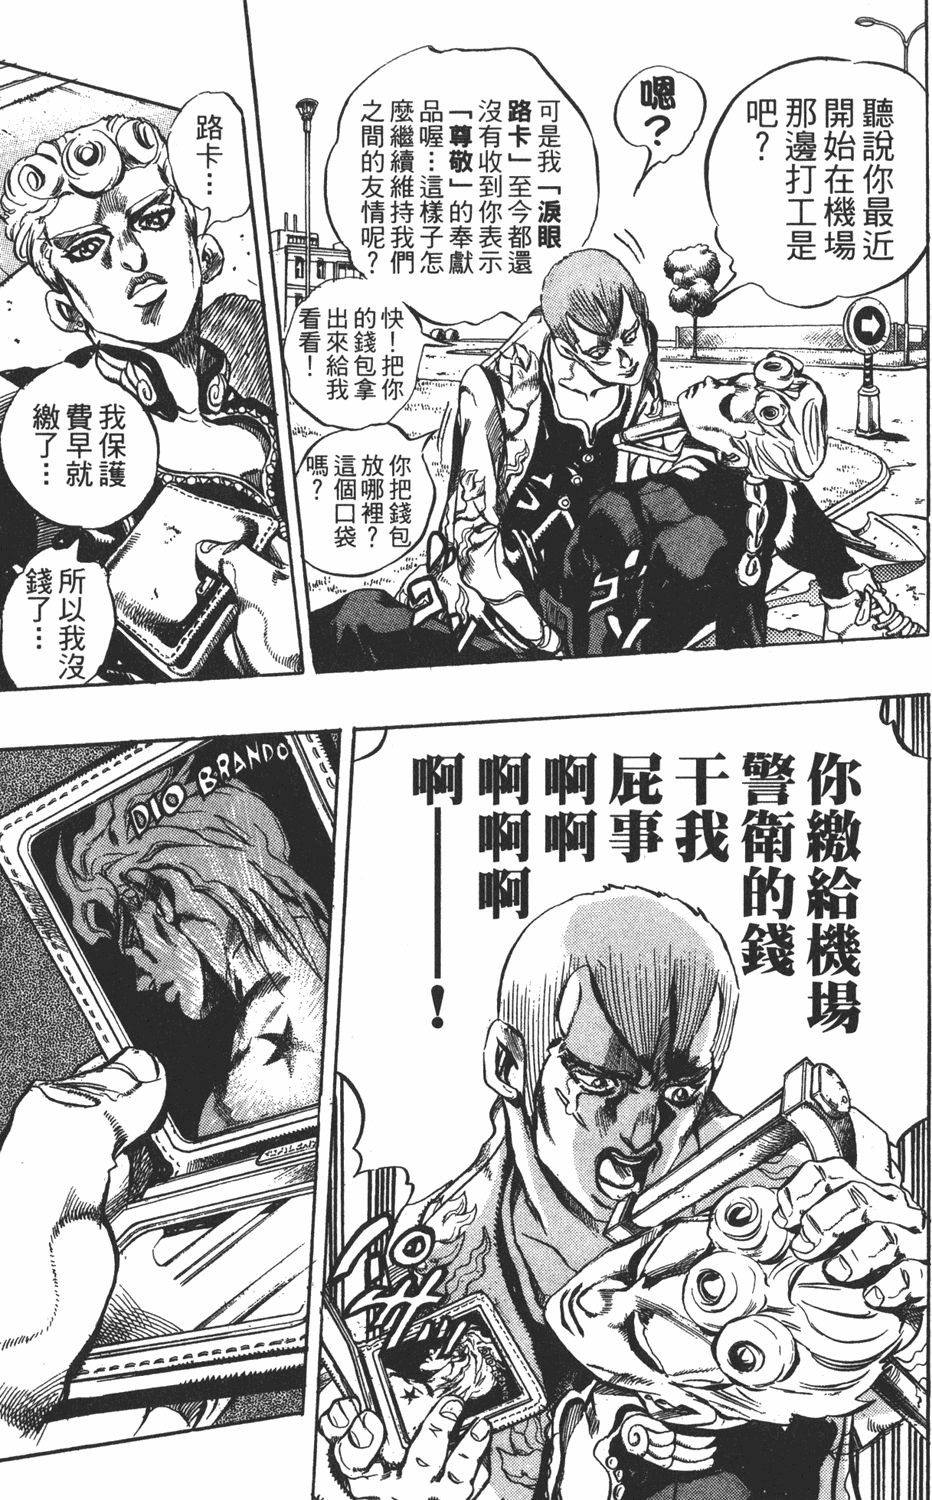 聽說你最近
開始在機場
那邊打工是
吧?
嗯?
可是我「淚眼
路卡」至今都還
沒有收到你表示
「尊敬」的奉獻
品喔…這樣子怎
麼繼續維持我們
之間的友情呢?
快!把你
的錢包拿
出來給我
看看!
你把錢包
放哪裡?
這個口袋
嗎?
路卡…
我保護
費早就
繳了…
所以我沒
錢了…
你繳給機場
警衛的錢
干我
屁事
啊啊
啊啊啊
啊——!
パサッ
DIO BRANDO